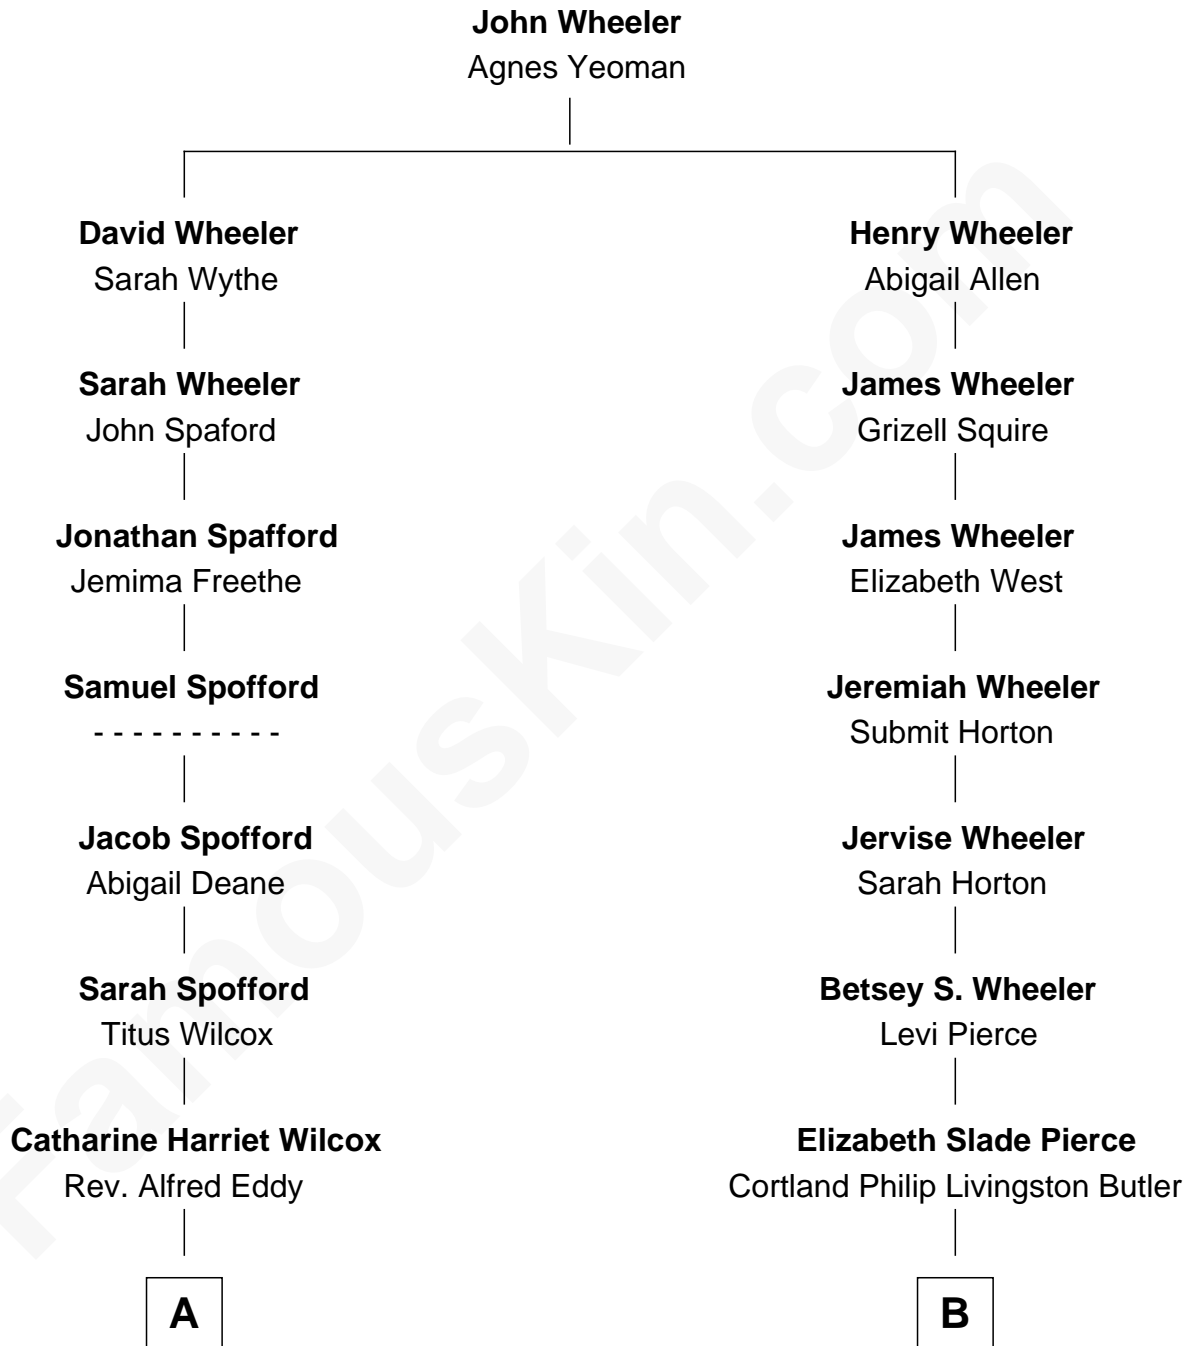 John Wheeler
Agnes Yeoman
David Wheeler
Sarah Wythe
Henry Wheeler
Abigail Allen
Sarah Wheeler
John Spaford
James Wheeler
Grizell Squire
Jonathan Spafford
Jemima Freethe
James Wheeler
Elizabeth West
Samuel Spofford
- - - - - - - - - -
Jeremiah Wheeler
Submit Horton
Jacob Spofford
Abigail Deane
Jervise Wheeler
Sarah Horton
Sarah Spofford
Titus Wilcox
Betsey S. Wheeler
Levi Pierce
Catharine Harriet Wilcox
Rev. Alfred Eddy
Elizabeth Slade Pierce
Cortland Philip Livingston Butler
A
B
FamousKin.com